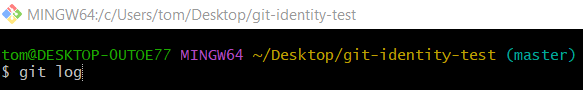 MINGW64:/c/Users/tom/Desktop/git-identity-test
tom@DESKTOP-OUTOE77 MINGW64 ~/Desktop/git-identity-test (master)
$ git log